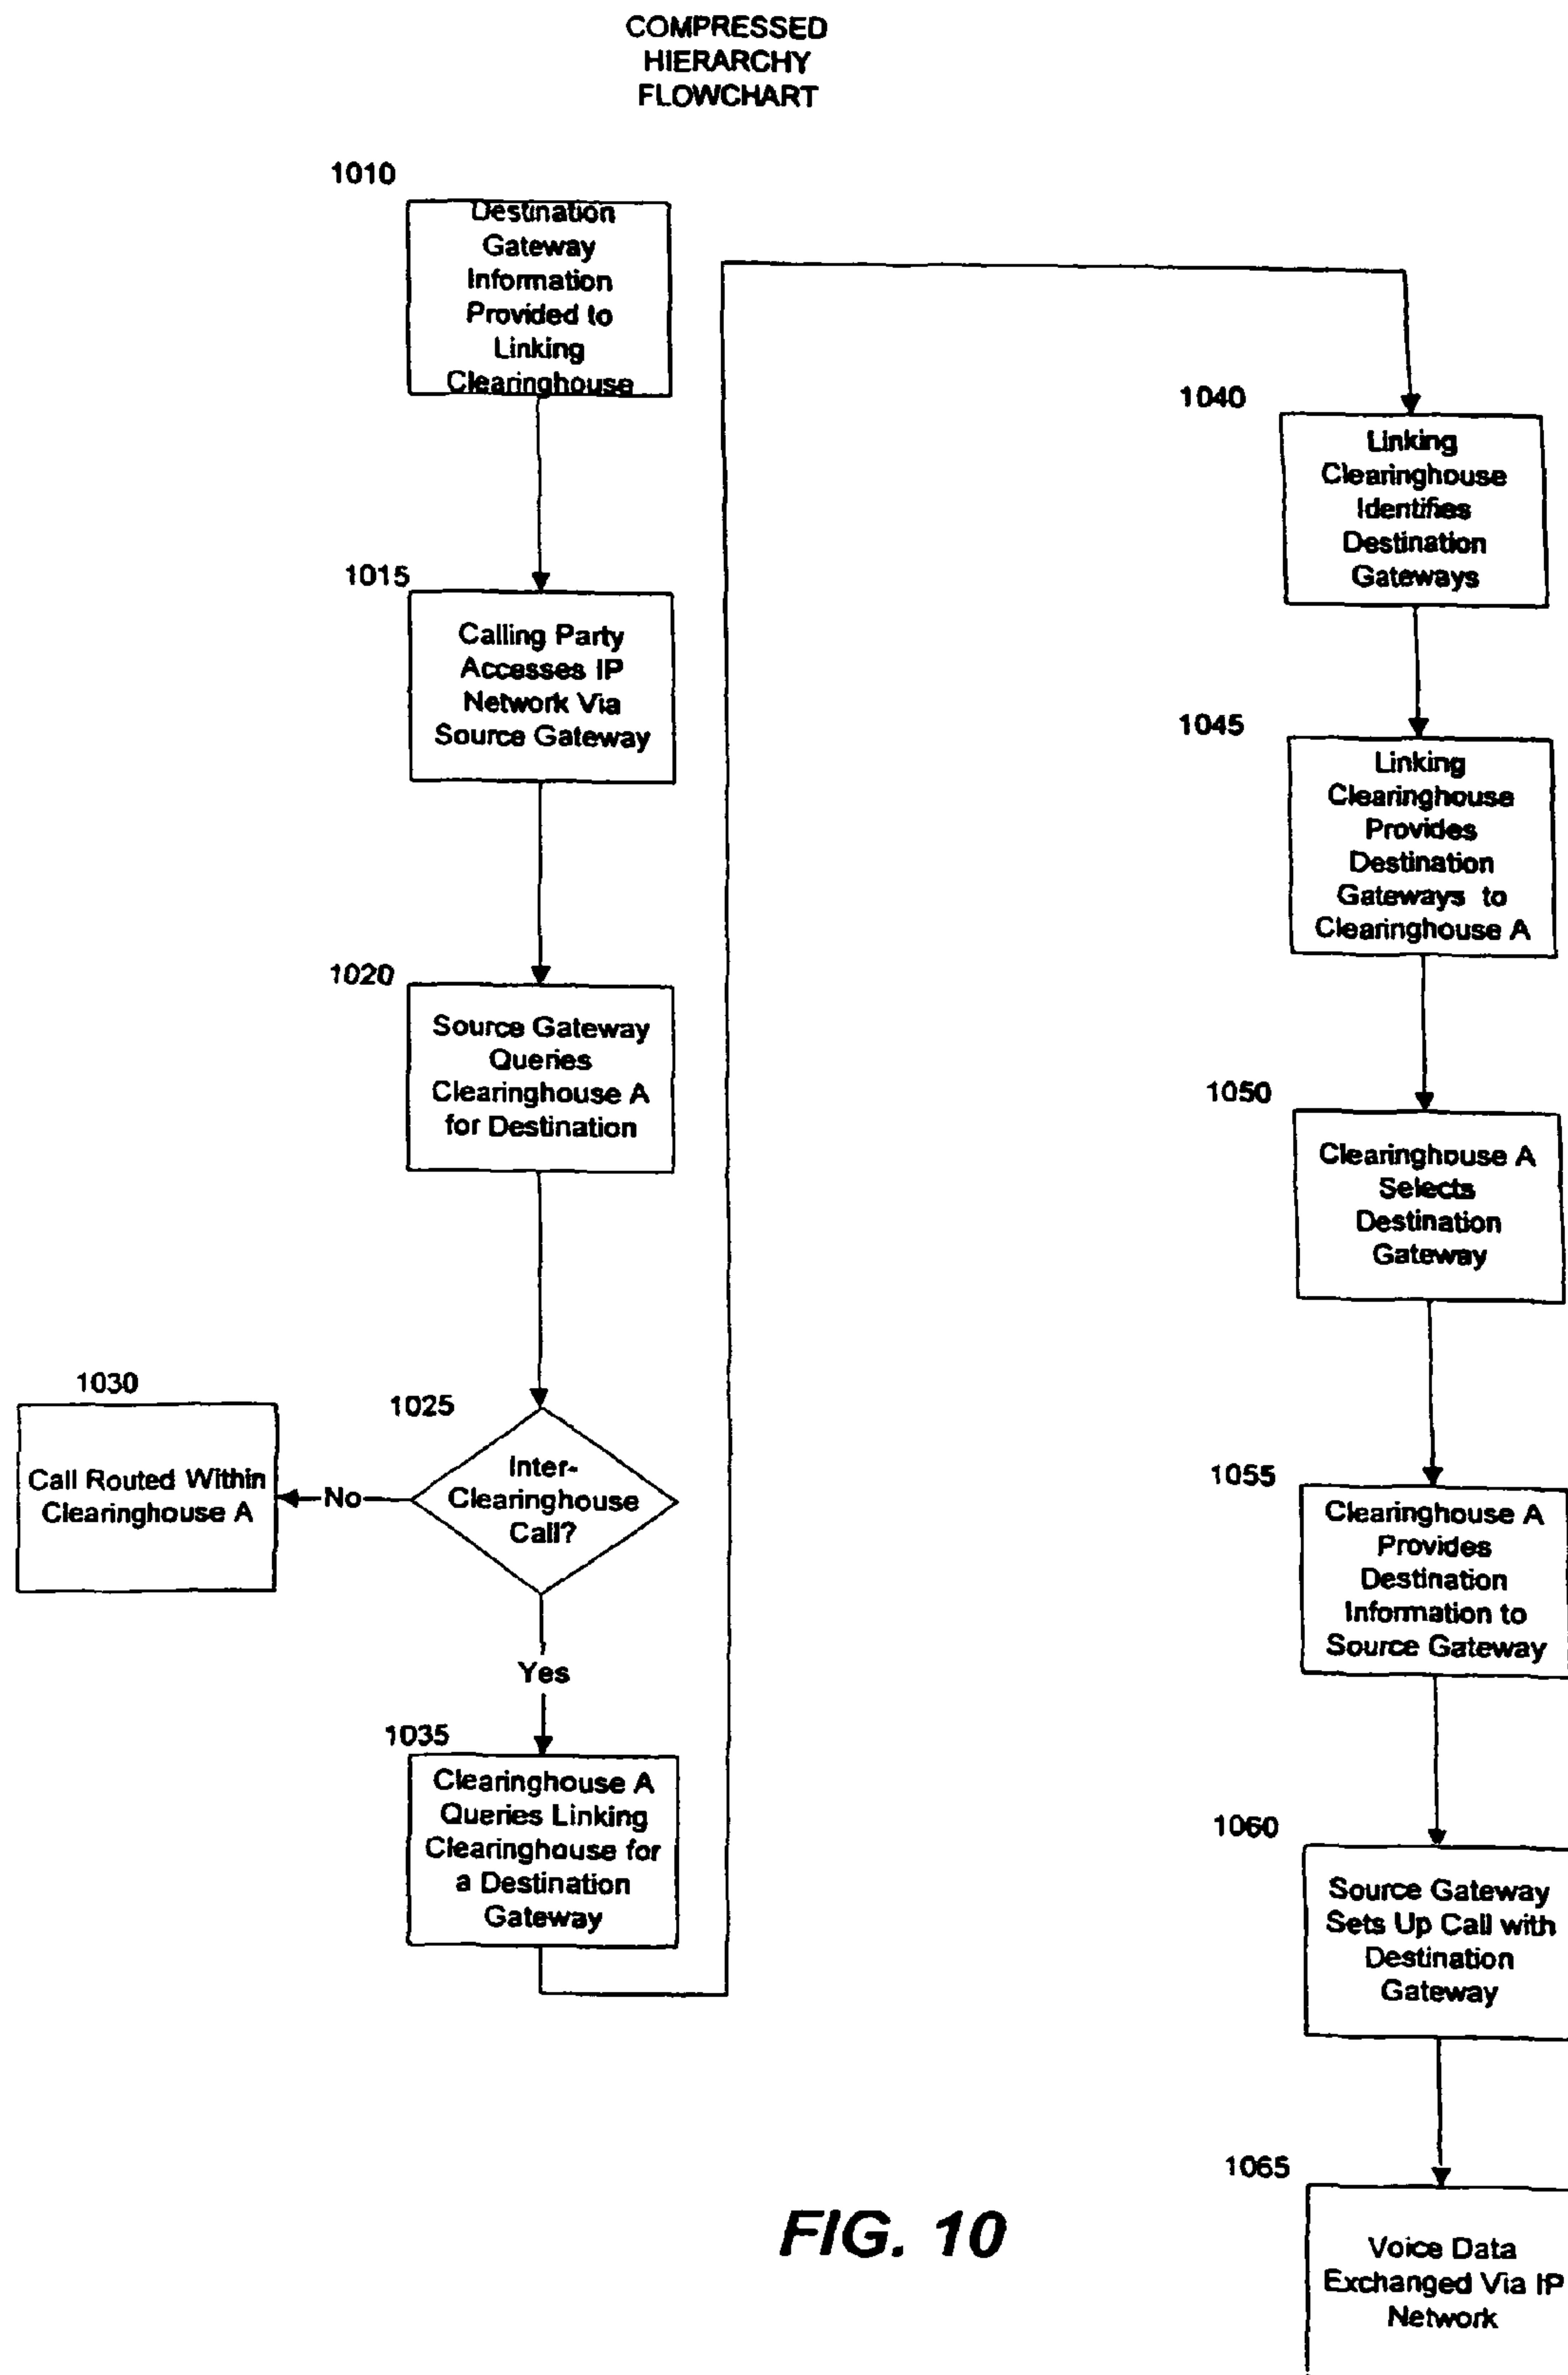 COMPRESSED
HIERARCHY
FLOWCHART
1010
Destination
Gateway
Information
Provided to
Linking
Clearinghouse
1015
Calling Party
Accesses IP
Network Via
Source Gateway
1020
Source Gateway
Queries
Clearinghouse A
for Destination
1025
Inter-
Clearinghouse
Call?
No
1030
Call Routed Within
Clearinghouse A
Yes
1035
Clearinghouse A
Queries Linking
Clearinghouse for
a Destination
Gateway
1040
Linking
Clearinghouse
Identifies
Destination
Gateways
1045
Linking
Clearinghouse
Provides
Destination
Gateways to
Clearinghouse A
1050
Clearinghouse A
Selects
Destination
Gateway
1055
Clearinghouse A
Provides
Destination
Information to
Source Gateway
1060
Source Gateway
Sets Up Call with
Destination
Gateway
1065
Voice Data
Exchanged Via IP
Network
FIG. 10